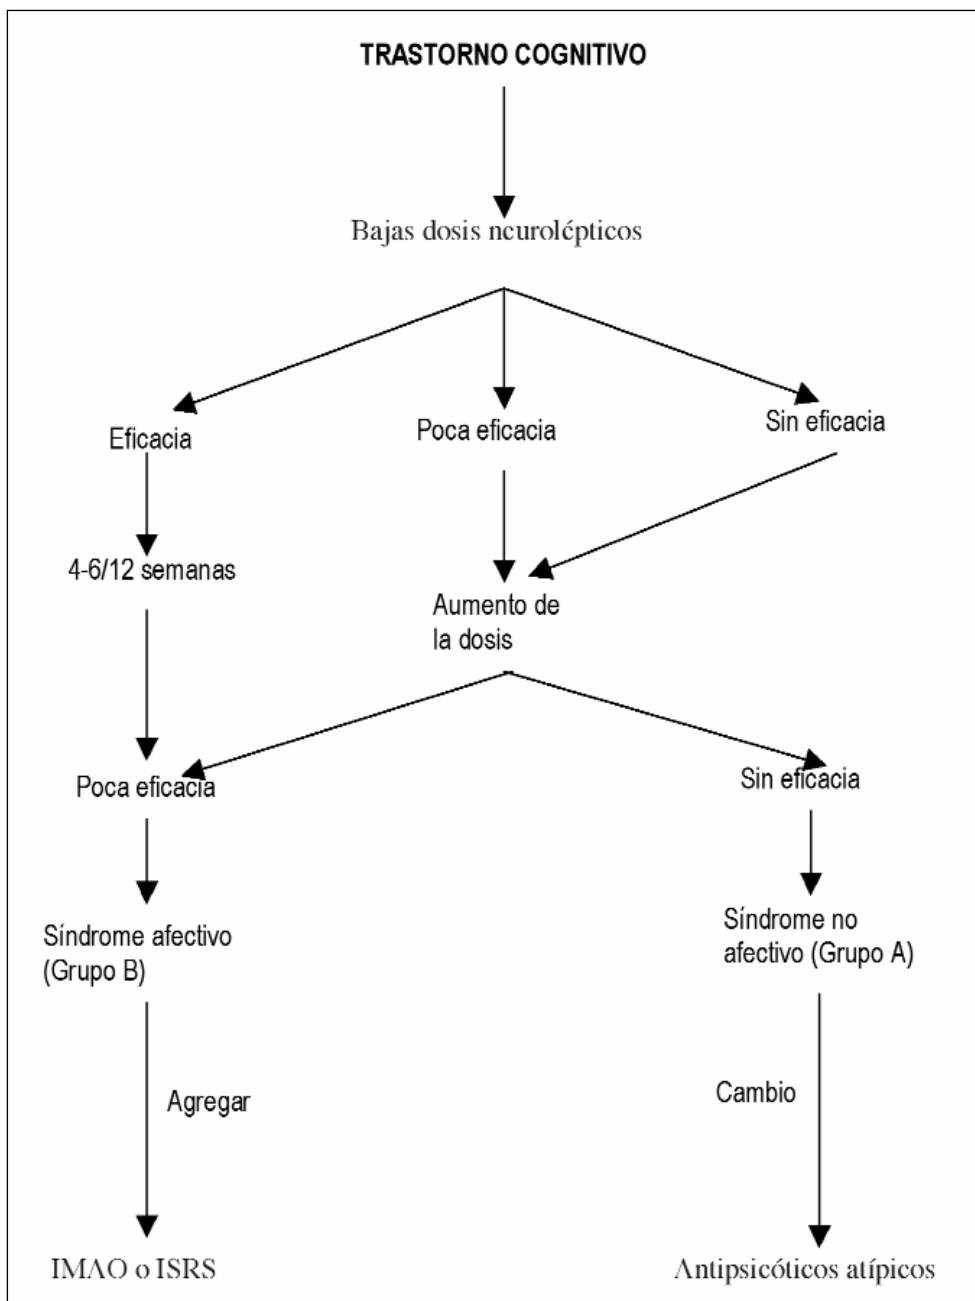 TRASTORNO COGNITIVO
Bajas dosis neurolépticos
Eficacia
Poca eficacia
Sin eficacia
4-6/12 semanas
Aumento de
la dosis
Poca eficacia
Sin eficacia
Síndrome afectivo
(Grupo B)
Síndrome no
afectivo (Grupo A)
Agregar
Cambio
IMAO o ISRS
Antipsicóticos atípicos